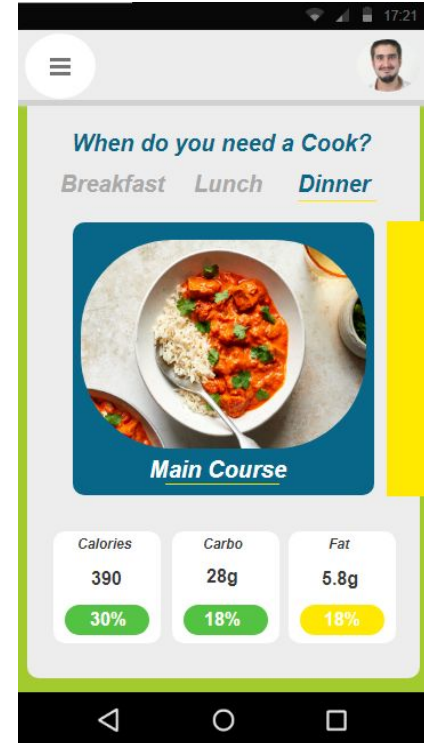 17:21
When do you need a Cook?
Breakfast Lunch Dinner
Main Course
Calories Carbo Fat
390 28g 5.8g
30% 18% 18%